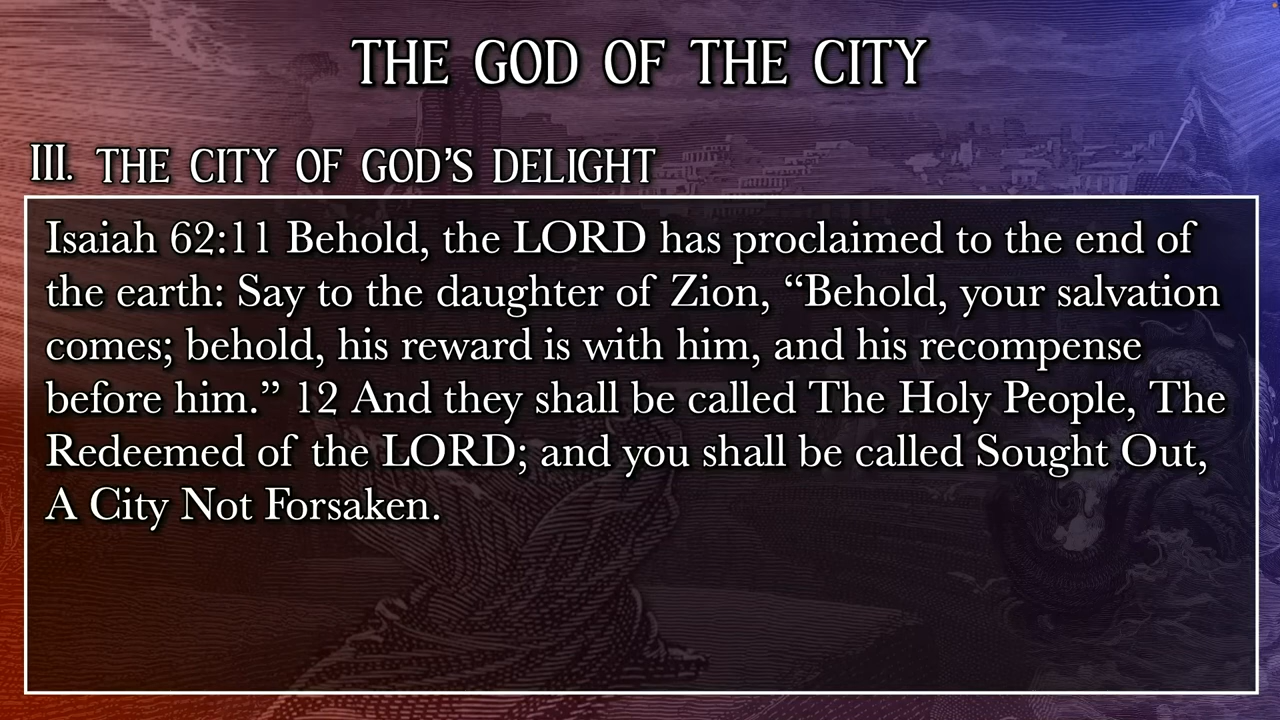 THE GOD OF THE CITY
III. THE CITY OF GOD'S DELIGHT
Isaiah 62:11 Behold, the LORD has proclaimed to the end of
the earth: Say to the daughter of Zion, “Behold, your salvation
comes; behold, his reward is with him, and his recompense
before him.” 12 And they shall be called The Holy People, The
Redeemed of the LORD; and you shall be called Sought Out,
A City Not Forsaken.